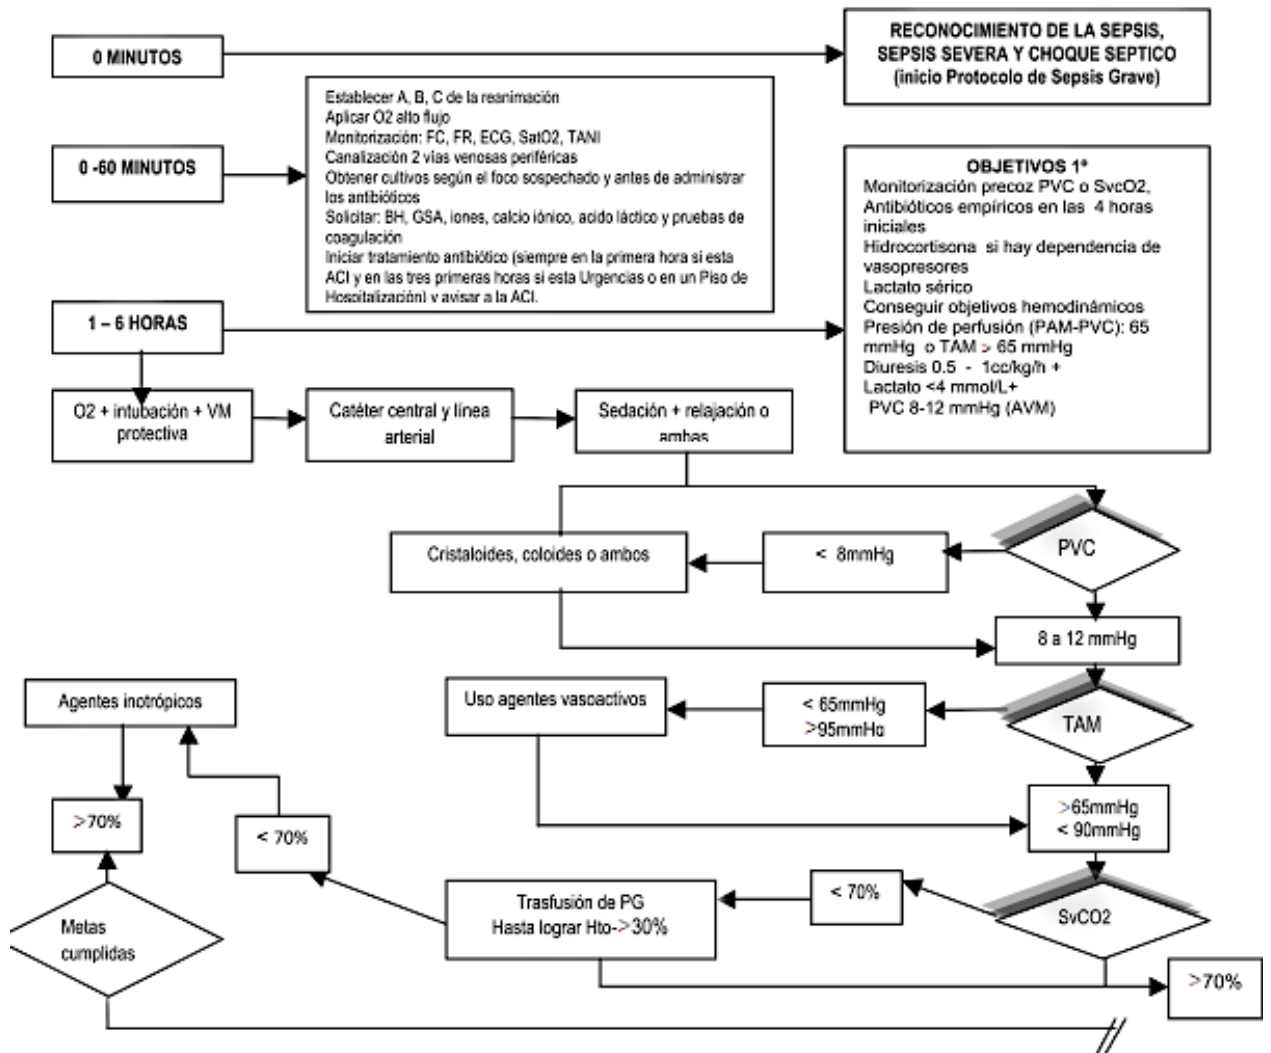 0 MINUTOS
RECONOCIMIENTO DE LA SEPSIS,
SEPSIS SEVERA Y CHOQUE SEPTICO
(inicio Protocolo de Sepsis Grave)
0 -60 MINUTOS
Establecer A, B, C de la reanimación
Aplicar O2 alto flujo
Monitorización: FC, FR, ECG, SatO2, TANI
Canalización 2 vías venosas periféricas
Obtener cultivos según el foco sospechado y antes de administrar
los antibióticos
Solicitar: BH, GSA, iones, calcio iónico, acido láctico y pruebas de
coagulación
Iniciar tratamiento antibiótico (siempre en la primera hora si esta
ACI y en las tres primeras horas si esta Urgencias o en un Piso de
Hospitalización) y avisar a la ACI.
OBJETIVOS 1º
Monitorización precoz PVC o SvcO2,
Antibióticos empíricos en las 4 horas
iniciales
Hidrocortisona si hay dependencia de
vasopresores
Lactato sérico
Conseguir objetivos hemodinámicos
Presión de perfusión (PAM-PVC): 65
mmHg o TAM > 65 mmHg
Diuresis 0.5 - 1cc/kg/h +
Lactato <4 mmol/L+
PVC 8-12 mmHg (AVM)
1 – 6 HORAS
O2 + intubación + VM
protectiva
Catéter central y línea
arterial
Sedación + relajación o
ambas
PVC
< 8mmHg
Cristaloides, coloides o ambos
8 a 12 mmHg
TAM
< 65mmHg
>95mmHg
Uso agentes vasoactivos
>65mmHg
< 90mmHg
SvCO2
< 70%
Trasfusión de PG
Hasta lograr Hto->30%
>70%
< 70%
Agentes inotrópicos
>70%
Metas
cumplidas